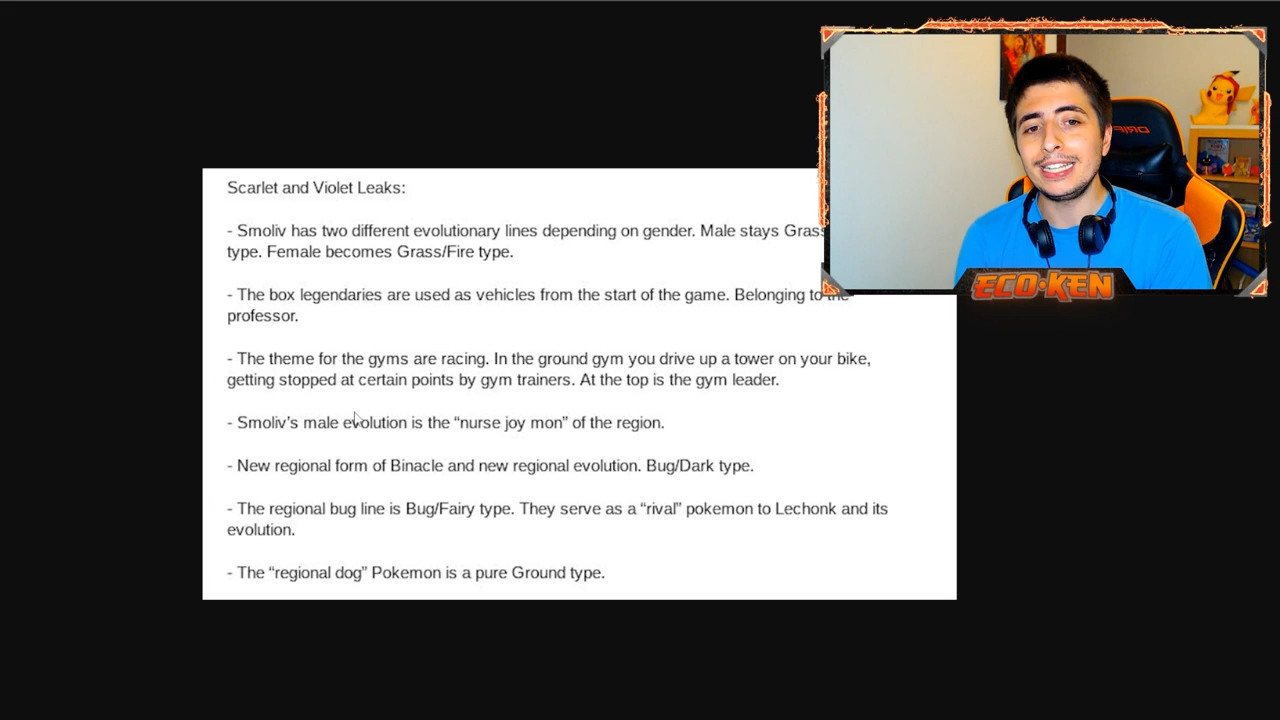 Scarlet and Violet Leaks:
- Smoliv has two different evolutionary lines depending on gender. Male stays Grass
type. Female becomes Grass/Fire type.
- The box legendaries are used as vehicles from the start of the game. Belonging to the
professor.
- The theme for the gyms are racing. In the ground gym you drive up a tower on your bike,
getting stopped at certain points by gym trainers. At the top is the gym leader.
- Smoliv’s male evolution is the “nurse joy mon” of the region.
- New regional form of Binacle and new regional evolution. Bug/Dark type.
- The regional bug line is Bug/Fairy type. They serve as a “rival” pokemon to Lechonk and its
evolution.
- The “regional dog” Pokemon is a pure Ground type.
ECO·KEN